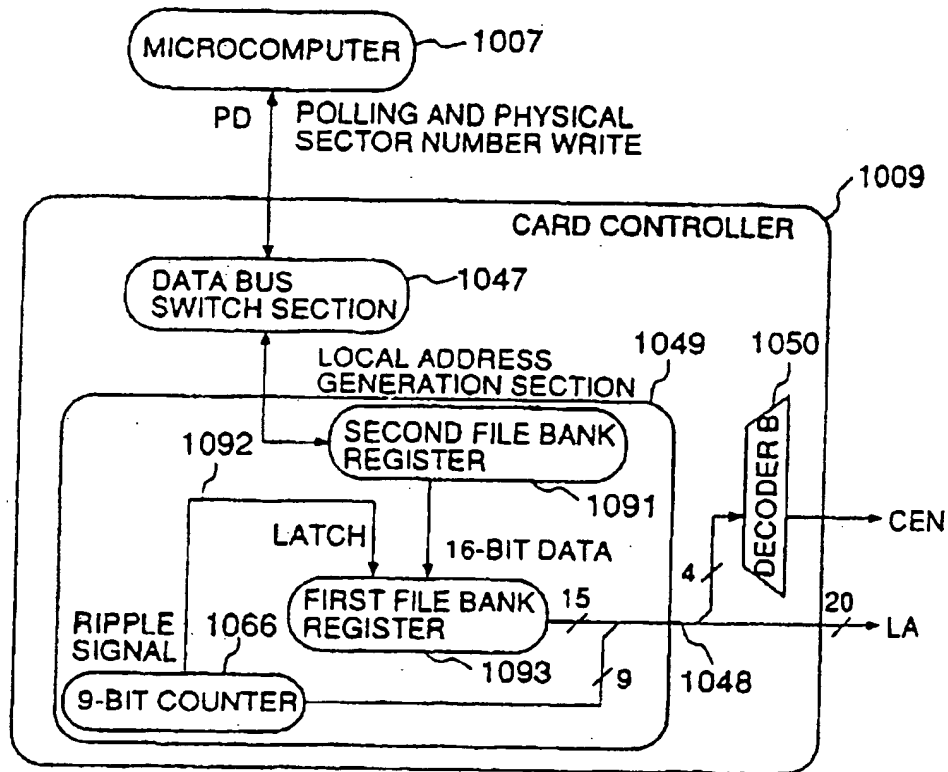 MICROCOMPUTER
1007
PD
POLLING AND PHYSICAL
SECTOR NUMBER WRITE
1009
CARD CONTROLLER
DATA BUS
SWITCH SECTION
1047
LOCAL ADDRESS
GENERATION SECTION
1049
1050
DECODER B
SECOND FILE BANK
REGISTER
1092
1091
CEN
LATCH
16-BIT DATA
4
FIRST FILE BANK
REGISTER
15
20
LA
RIPPLE
SIGNAL
1066
1093
9
1048
9-BIT COUNTER